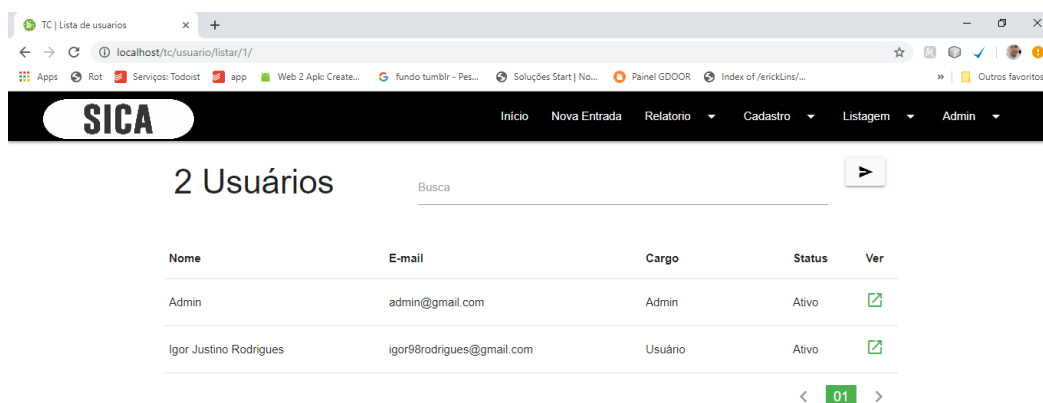 TC | Lista de usuarios
localhost/tc/usuario/listar/1/
Apps Rot Serviços: Todoist app Web 2 Apk: Create... fundo tumblr - Pes... Soluções Start | No... Painel GDOOR Index of /erickLins/... » Outros favoritos
SICA Início Nova Entrada Relatorio Cadastro Listagem Admin
2 Usuários Busca
Nome E-mail Cargo Status Ver
Admin admin@gmail.com Admin Ativo
Igor Justino Rodrigues igor98rodrigues@gmail.com Usuário Ativo
01